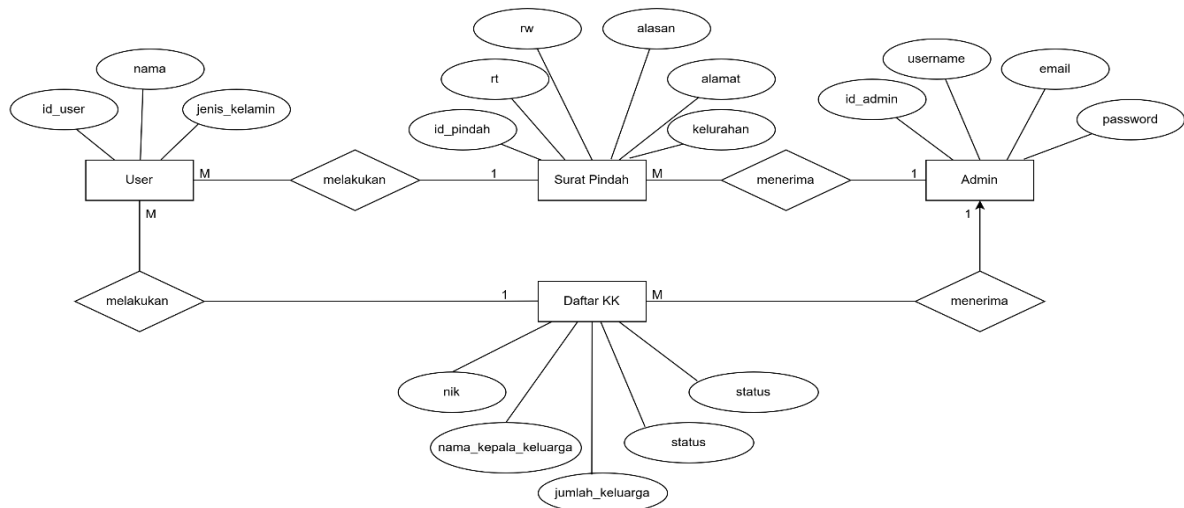 rw
alasan
nama
username
email
rt
alamat
id_user
jenis_kelamin
id_admin
id_pindah
kelurahan
password
User
M
melakukan
1
Surat Pindah
M
menerima
1
Admin
M
1
melakukan
1
Daftar KK
M
menerima
nik
status
nama_kepala_keluarga
status
jumlah_keluarga